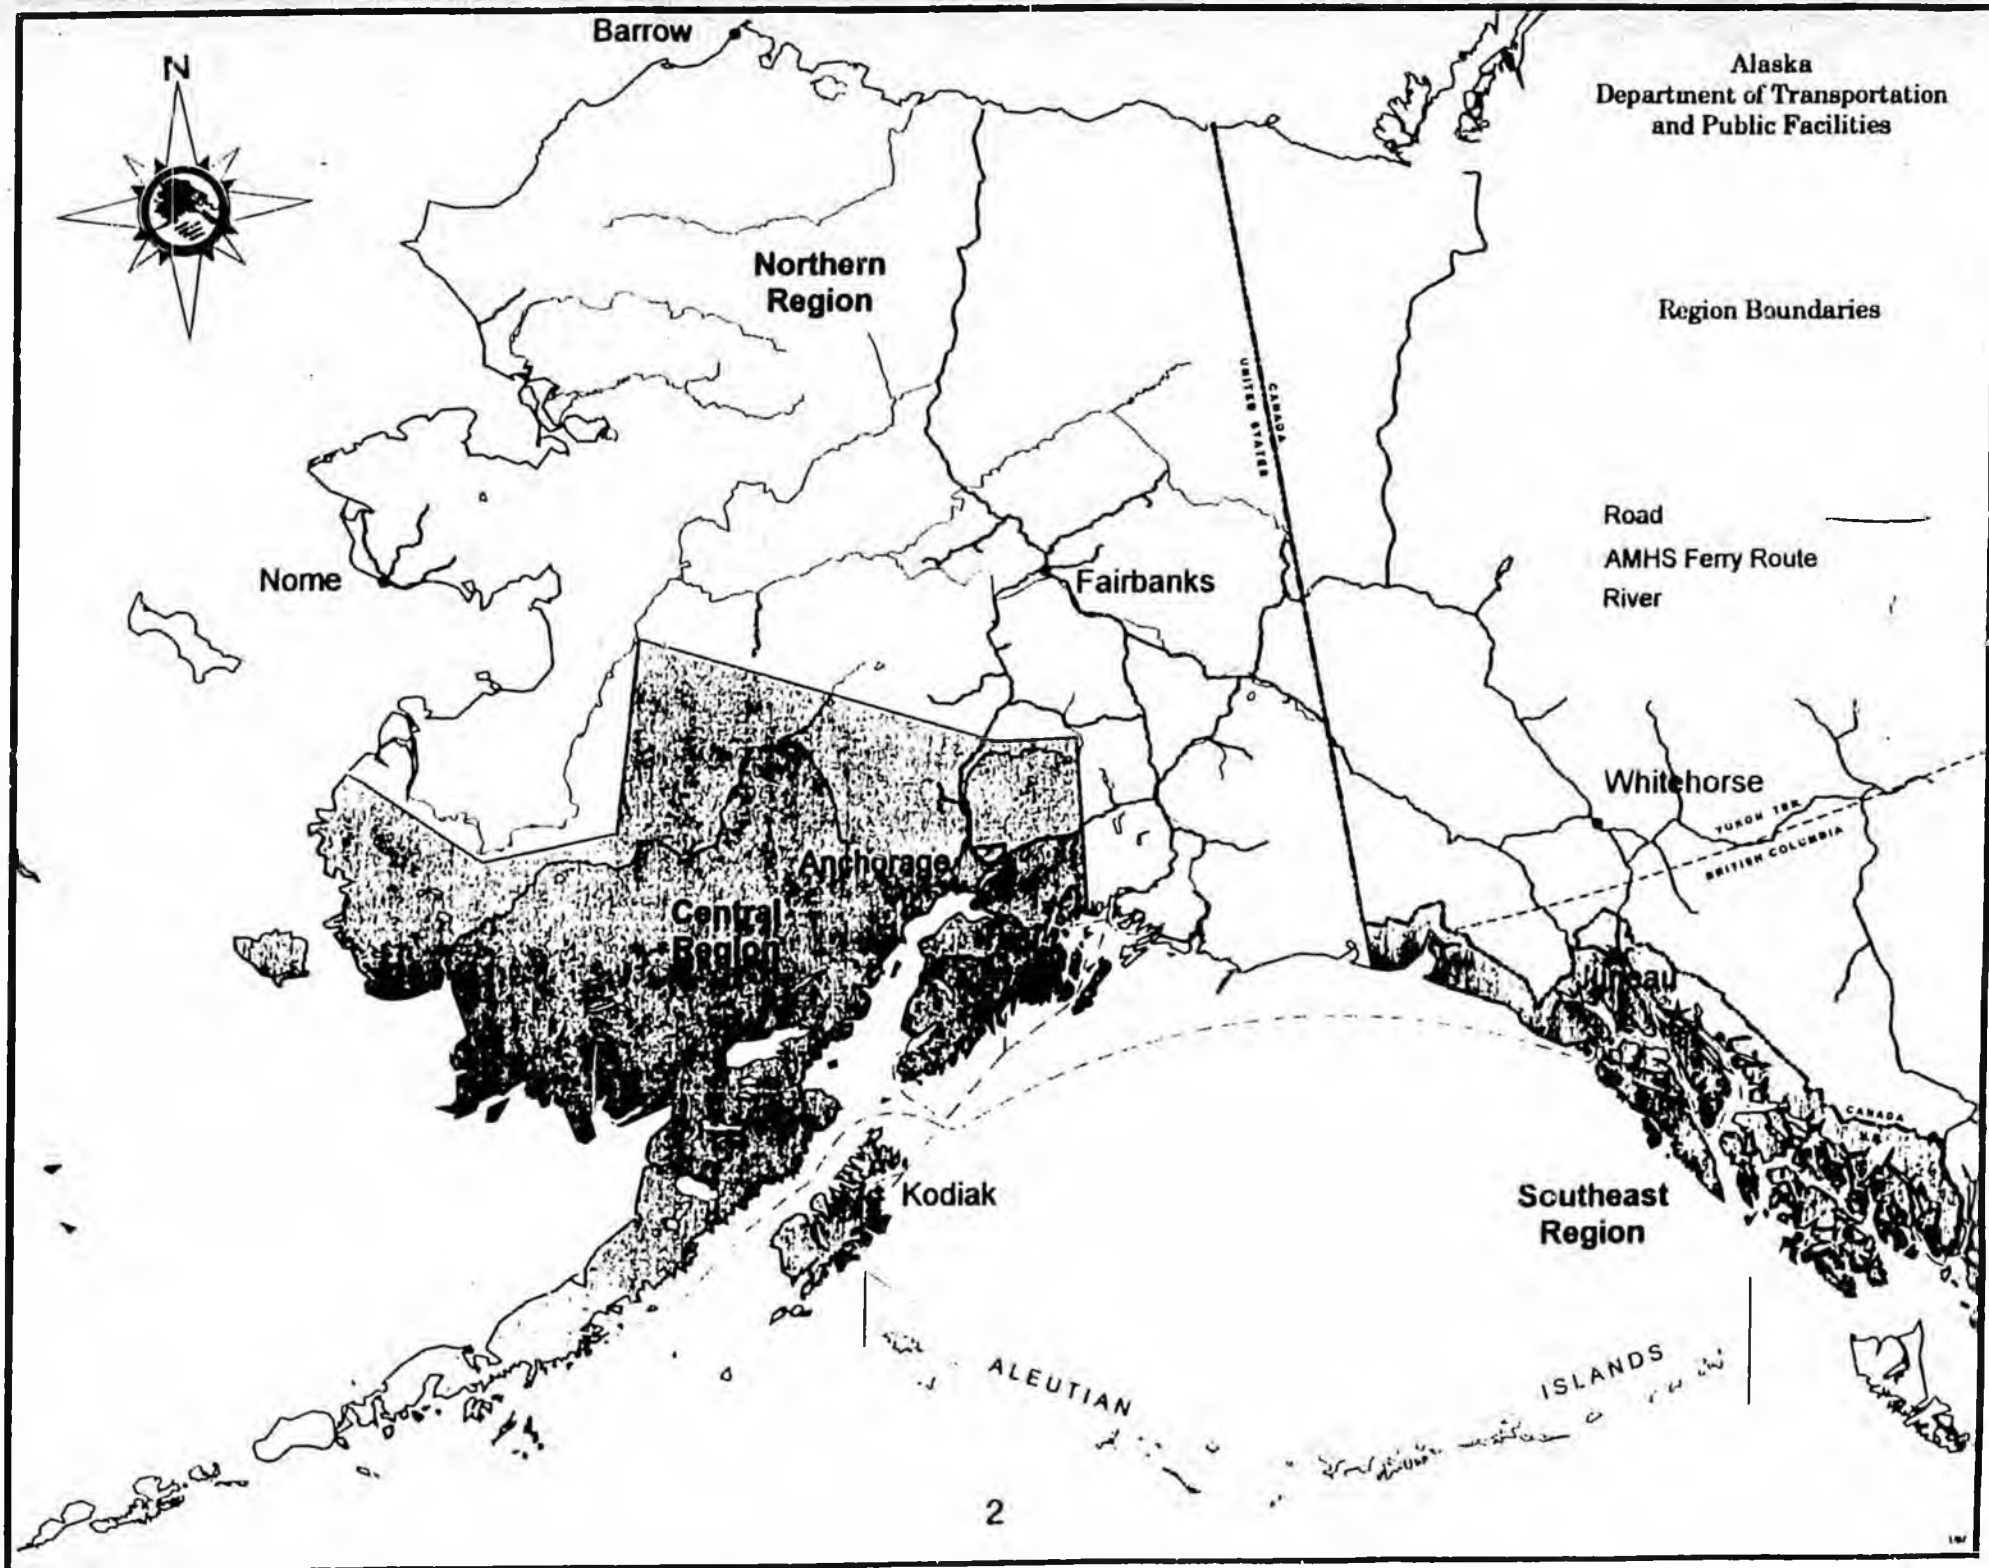 Barrow
N
Alaska
Department of Transportation
and Public Facilities
Northern
Region
Region Boundaries
CANADA
UNITED STATES
Road
AMHS Ferry Route
River
Nome
Fairbanks
Whitehorse
YUKON TER.
BRITISH COLUMBIA
Anchorage
Central
Region
Juneau
CANADA
Kodiak
Southeast
Region
ALEUTIAN
ISLANDS
2